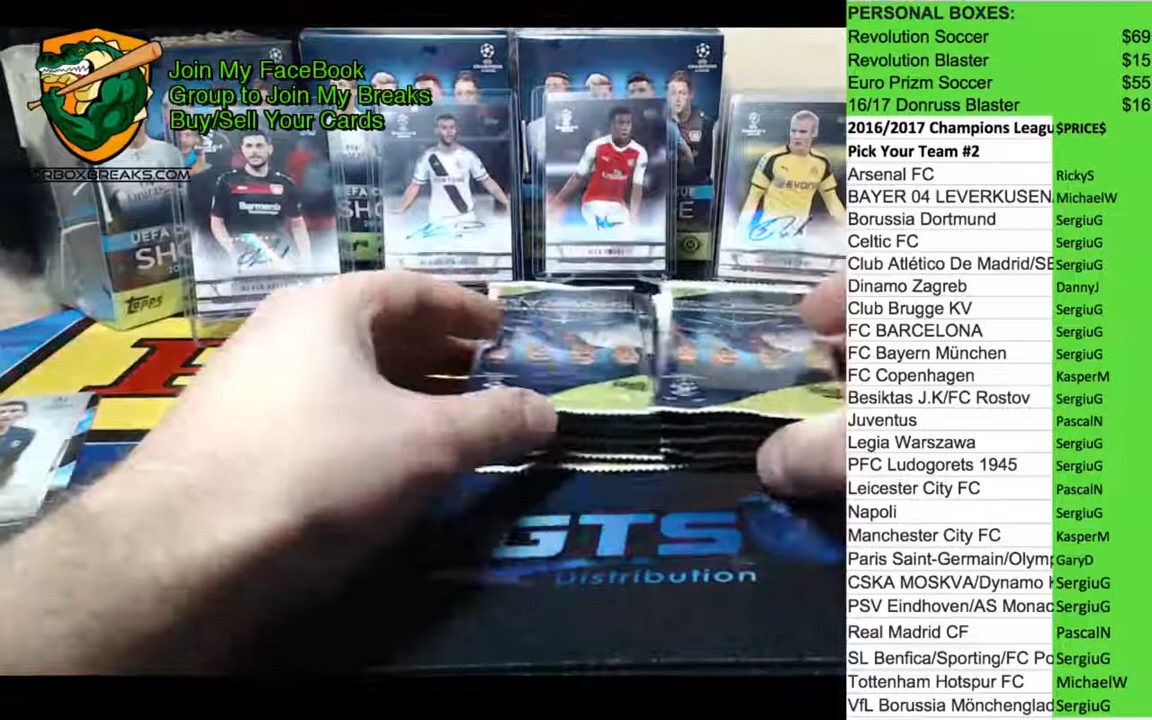 Join My FaceBook
Group to Join My Breaks
Buy/Sell Your Cards
ORBOXBREAKS.COM
UEFA
SH
TOPPS
GTS
Distribution
PERSONAL BOXES:
Revolution Soccer $69
Revolution Blaster $15
Euro Prizm Soccer $55
16/17 Donruss Blaster $16
2016/2017 Champions Leagu $PRICE$
Pick Your Team #2
Arsenal FC RickyS
BAYER 04 LEVERKUSEN MichaelW
Borussia Dortmund SergiuG
Celtic FC SergiuG
Club Atlético De Madrid/SE SergiuG
Dinamo Zagreb DannyJ
Club Brugge KV SergiuG
FC BARCELONA SergiuG
FC Bayern München SergiuG
FC Copenhagen KasperM
Besiktas J.K/FC Rostov SergiuG
Juventus PascalN
Legia Warszawa SergiuG
PFC Ludogorets 1945 SergiuG
Leicester City FC PascalN
Napoli SergiuG
Manchester City FC KasperM
Paris Saint-Germain/Olymp GaryD
CSKA MOSKVA/Dynamo K SergiuG
PSV Eindhoven/AS Monac SergiuG
Real Madrid CF PascalN
SL Benfica/Sporting/FC Po SergiuG
Tottenham Hotspur FC MichaelW
VfL Borussia Mönchenglad SergiuG